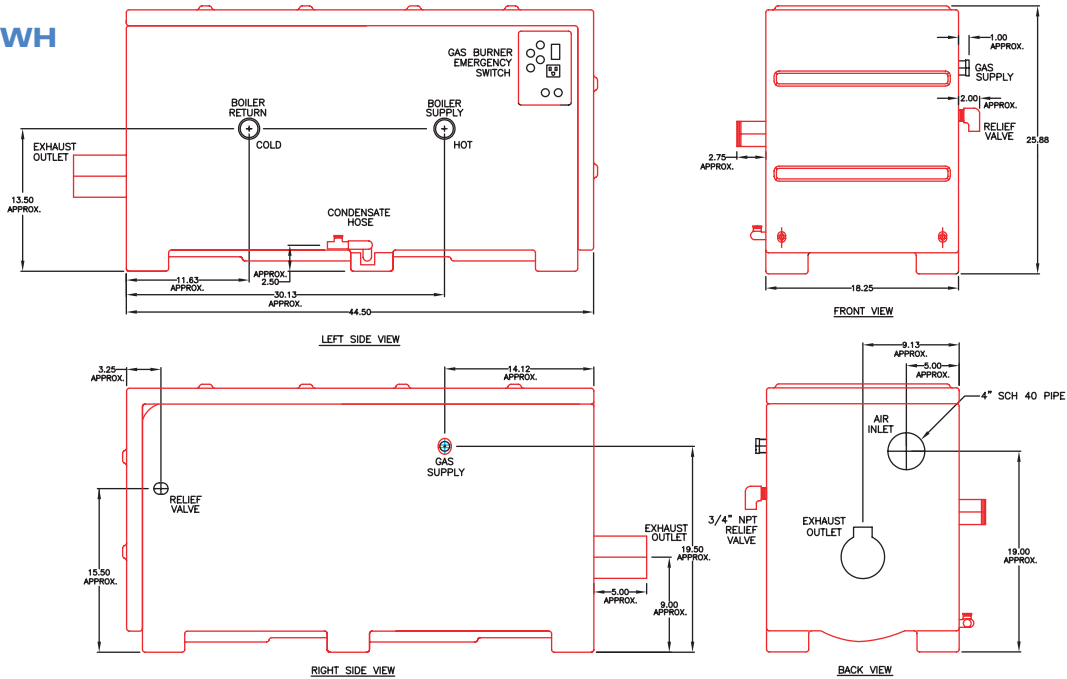 WH
GAS BURNER
EMERGENCY
SWITCH
BOILER
RETURN
COLD
BOILER
SUPPLY
HOT
EXHAUST
OUTLET
13.50
APPROX.
CONDENSATE
HOSE
APPROX.
2.50
11.63
APPROX.
30.13
APPROX.
44.50
LEFT SIDE VIEW
1.00
APPROX.
GAS
SUPPLY
2.00
APPROX.
RELIEF
VALVE
2.75
APPROX.
25.88
18.25
FRONT VIEW
3.25
APPROX.
14.12
APPROX.
GAS
SUPPLY
RELIEF
VALVE
15.50
APPROX.
EXHAUST
OUTLET
19.50
APPROX.
5.00
APPROX.
9.00
APPROX.
RIGHT SIDE VIEW
9.13
APPROX.
5.00
APPROX.
4" SCH 40 PIPE
AIR
INLET
3/4" NPT
RELIEF
VALVE
EXHAUST
OUTLET
19.00
APPROX.
BACK VIEW